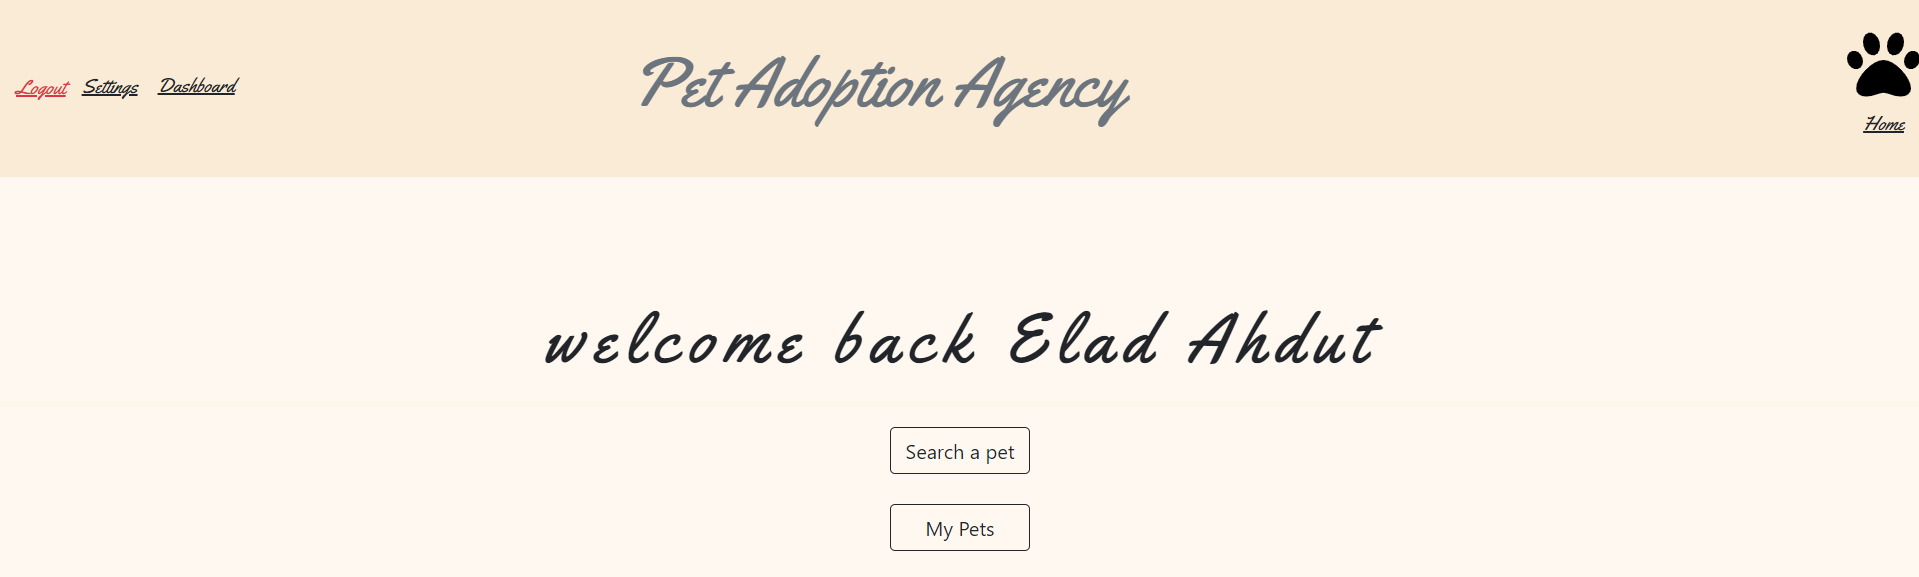 Logout Settings Dashboard
Pet Adoption Agency
Home
welcome back Elad Ahdut
Search a pet
My Pets